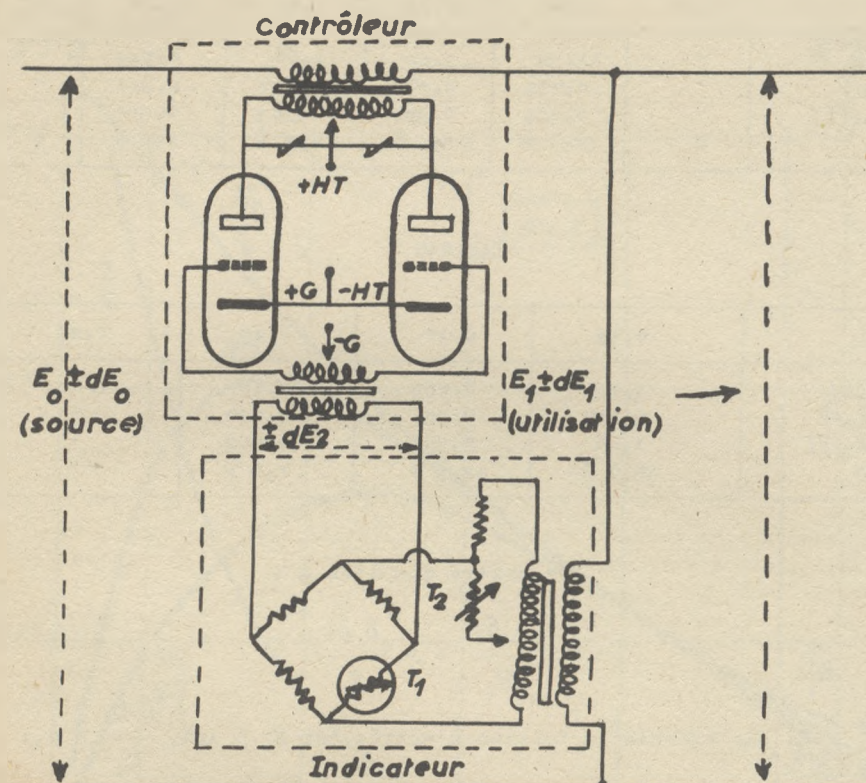 Contrôleur
+HT
+G -HT
-G
E₀ ± dE₀
(source)
E₁ ± dE₁
(utilisation)
± dE₂
T₂
T₁
Indicateur